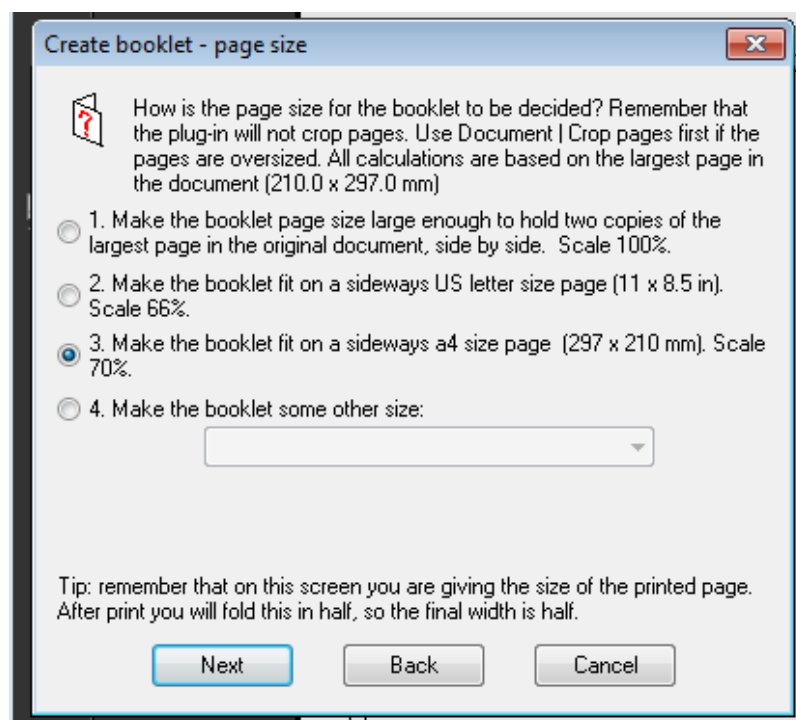 Create booklet - page size
How is the page size for the booklet to be decided? Remember that
the plug-in will not crop pages. Use Document | Crop pages first if the
pages are oversized. All calculations are based on the largest page in
the document (210.0 x 297.0 mm)
1. Make the booklet page size large enough to hold two copies of the
largest page in the original document, side by side.  Scale 100%.
2. Make the booklet fit on a sideways US letter size page (11 x 8.5 in).
Scale 66%.
3. Make the booklet fit on a sideways a4 size page  (297 x 210 mm). Scale
70%.
4. Make the booklet some other size:
Tip: remember that on this screen you are giving the size of the printed page.
After print you will fold this in half, so the final width is half.
Next
Back
Cancel